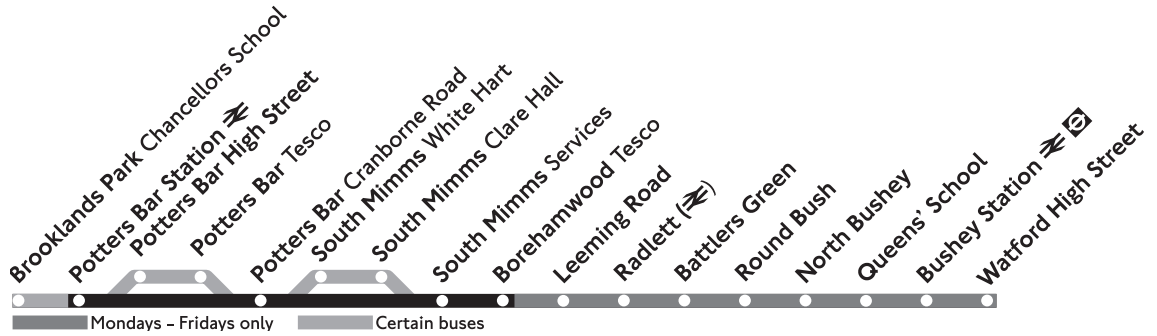 Brooklands Park Chancellors School
Potters Bar Station
Potters Bar High Street
Potters Bar Tesco
Potters Bar Cranborne Road
South Mimms White Hart
South Mimms Clare Hall
South Mimms Services
Borehamwood Tesco
Leeming Road
Radlett ( )
Battlers Green
Round Bush
North Bushey
Queens' School
Bushey Station
Watford High Street
Mondays – Fridays only
Certain buses